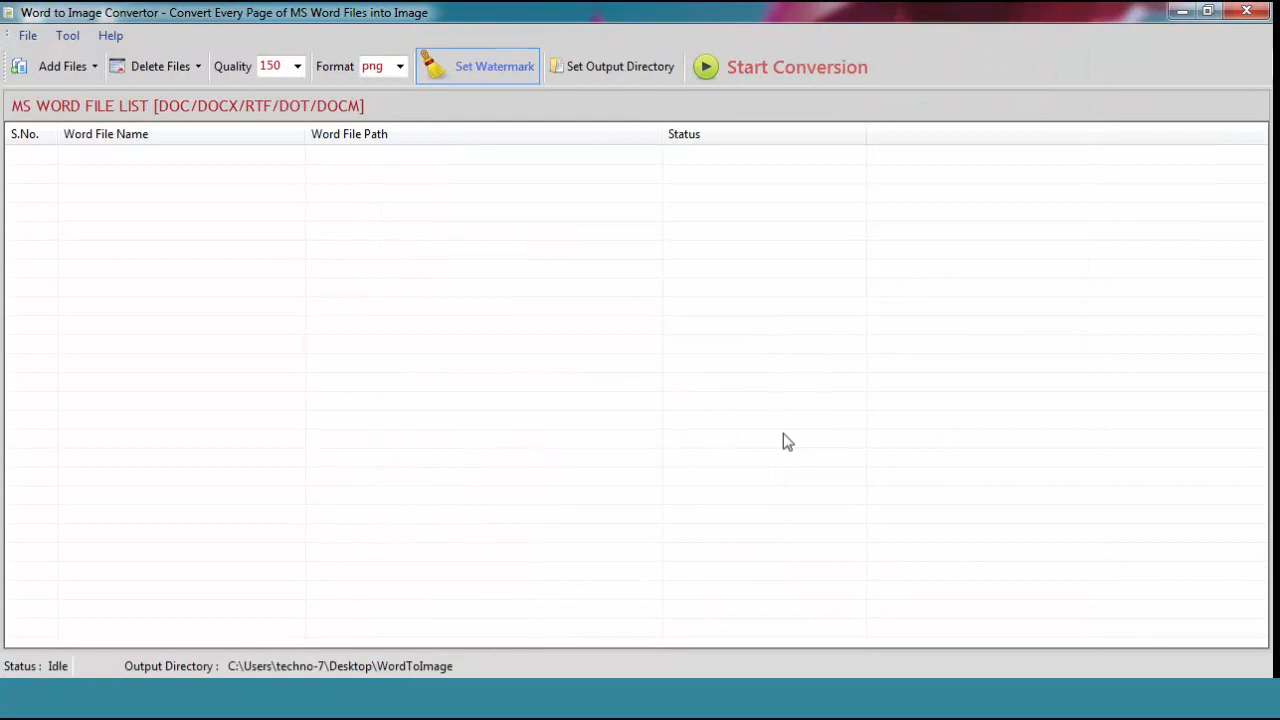 Word to Image Convertor - Convert Every Page of MS Word Files into Image
File Tool Help
Add Files Delete Files Quality 150 Format png Set Watermark Set Output Directory Start Conversion
MS WORD FILE LIST [DOC/DOCX/RTF/DOT/DOCM]
S.No. Word File Name Word File Path Status
Status : Idle Output Directory : C:\Users\techno-7\Desktop\WordToImage